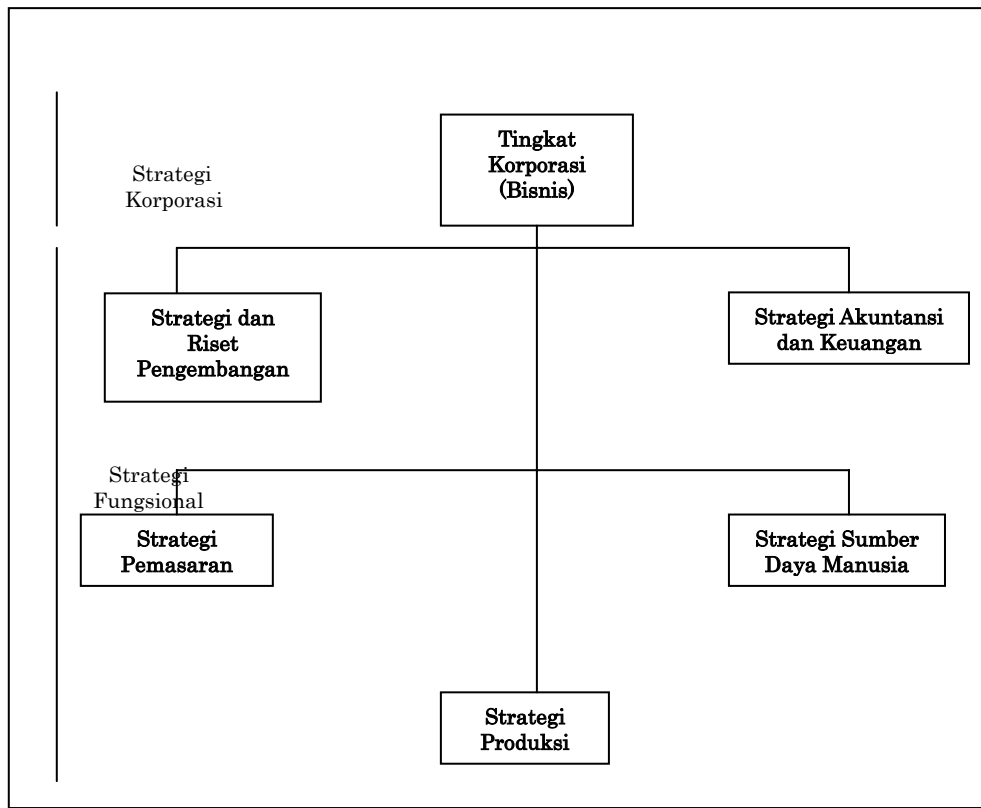 Tingkat
Korporasi
(Bisnis)
Strategi
Korporasi
Strategi dan
Riset
Pengembangan
Strategi Akuntansi
dan Keuangan
Strategi
Fungsional
Strategi
Pemasaran
Strategi Sumber
Daya Manusia
Strategi
Produksi